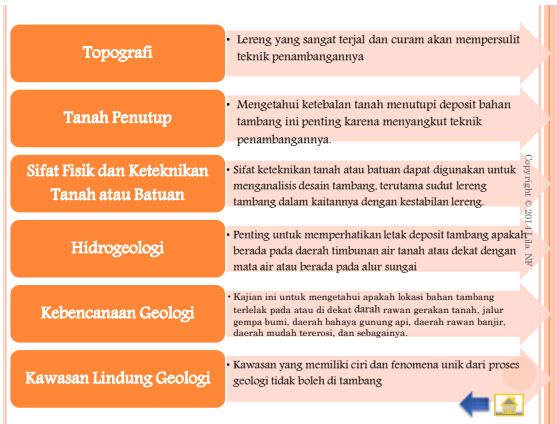 Topografi
• Lereng yang sangat terjal dan curam akan mempersulit
teknik penambangannya
Tanah Penutup
• Mengetahui ketebalan tanah menutupi deposit bahan
tambang ini penting karena menyangkut teknik
penambangannya.
Sifat Fisik dan Keteknikan
Tanah atau Batuan
• Sifat keteknikan tanah atau batuan dapat digunakan untuk
menganalisis desain tambang, terutama sudut lereng
tambang dalam kaitannya dengan kestabilan lereng.
Hidrogeologi
• Penting untuk memperhatikan letak deposit tambang apakah
berada pada daerah timbunan air tanah atau dekat dengan
mata air atau berada pada alur sungai
Kebencanaan Geologi
• Kajian ini untuk mengetahui apakah lokasi bahan tambang
terlelak pada atau di dekat darah rawan gerakan tanah, jalur
gempa bumi, daerah bahaya gunung api, daerah rawan banjir,
daerah mudah tererosi, dan sebagainya.
Kawasan Lindung Geologi
• Kawasan yang memiliki ciri dan fenomena unik dari proses
geologi tidak boleh di tambang
Copyright © 2014 Lila NF